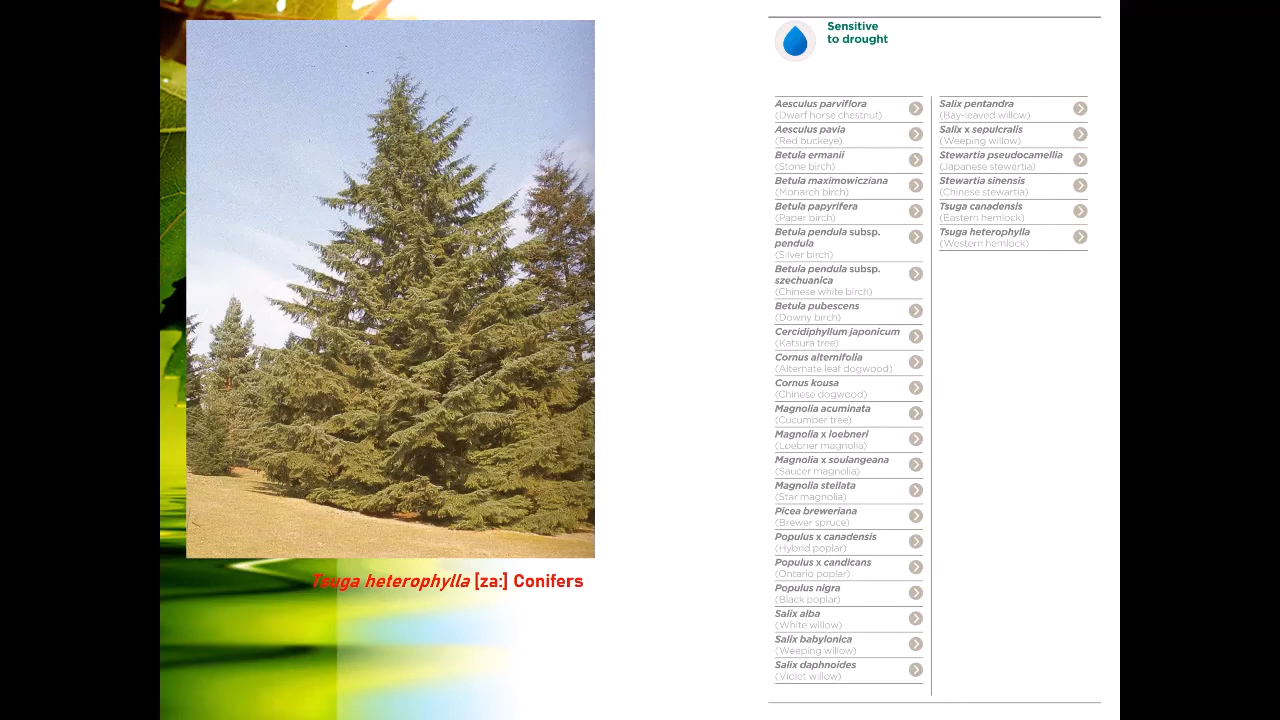 Tsuga heterophylla [za:] Conifers
Sensitive
to drought
Aesculus parviflora
(Dwarf horse chestnut)
Aesculus pavia
(Red buckeye)
Betula ermanii
(Stone birch)
Betula maximowicziana
(Monarch birch)
Betula papyrifera
(Paper birch)
Betula pendula subsp.
pendula
(Silver birch)
Betula pendula subsp.
szechuanica
(Chinese white birch)
Betula pubescens
(Downy birch)
Cercidiphyllum japonicum
(Katsura tree)
Cornus alternifolia
(Alternate leaf dogwood)
Cornus kousa
(Chinese dogwood)
Magnolia acuminata
(Cucumber tree)
Magnolia x loebneri
(Loebner magnolia)
Magnolia x soulangeana
(Saucer magnolia)
Magnolia stellata
(Star magnolia)
Picea breweriana
(Brewer spruce)
Populus x canadensis
(Hybrid poplar)
Populus x candicans
(Ontario poplar)
Populus nigra
(Black poplar)
Salix alba
(White willow)
Salix babylonica
(Weeping willow)
Salix daphnoides
(Violet willow)
Salix pentandra
(Bay-leaved willow)
Salix x sepulcralis
(Weeping willow)
Stewartia pseudocamellia
(Japanese stewartia)
Stewartia sinensis
(Chinese stewartia)
Tsuga canadensis
(Eastern hemlock)
Tsuga heterophylla
(Western hemlock)